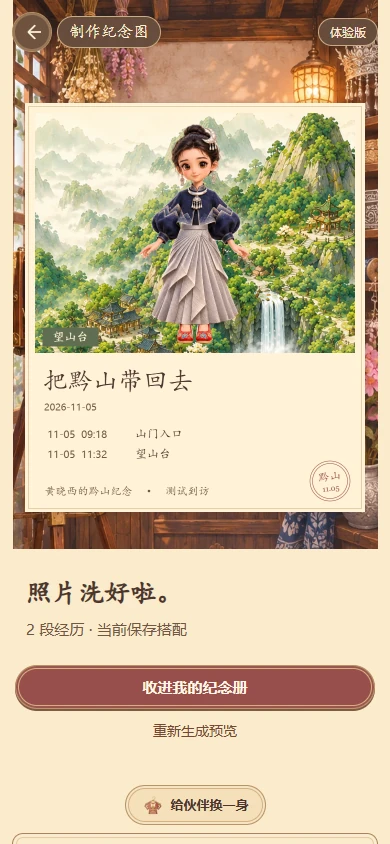 制作纪念图
体验版
望山台
把黔山带回去
2026-11-05
11-05 09:18 山门入口
11-05 11:32 望山台
黄晓西的黔山纪念 • 测试到访
黔山
11.05
照片洗好啦。
2 段经历 · 当前保存搭配
收进我的纪念册
重新生成预览
给伙伴换一身